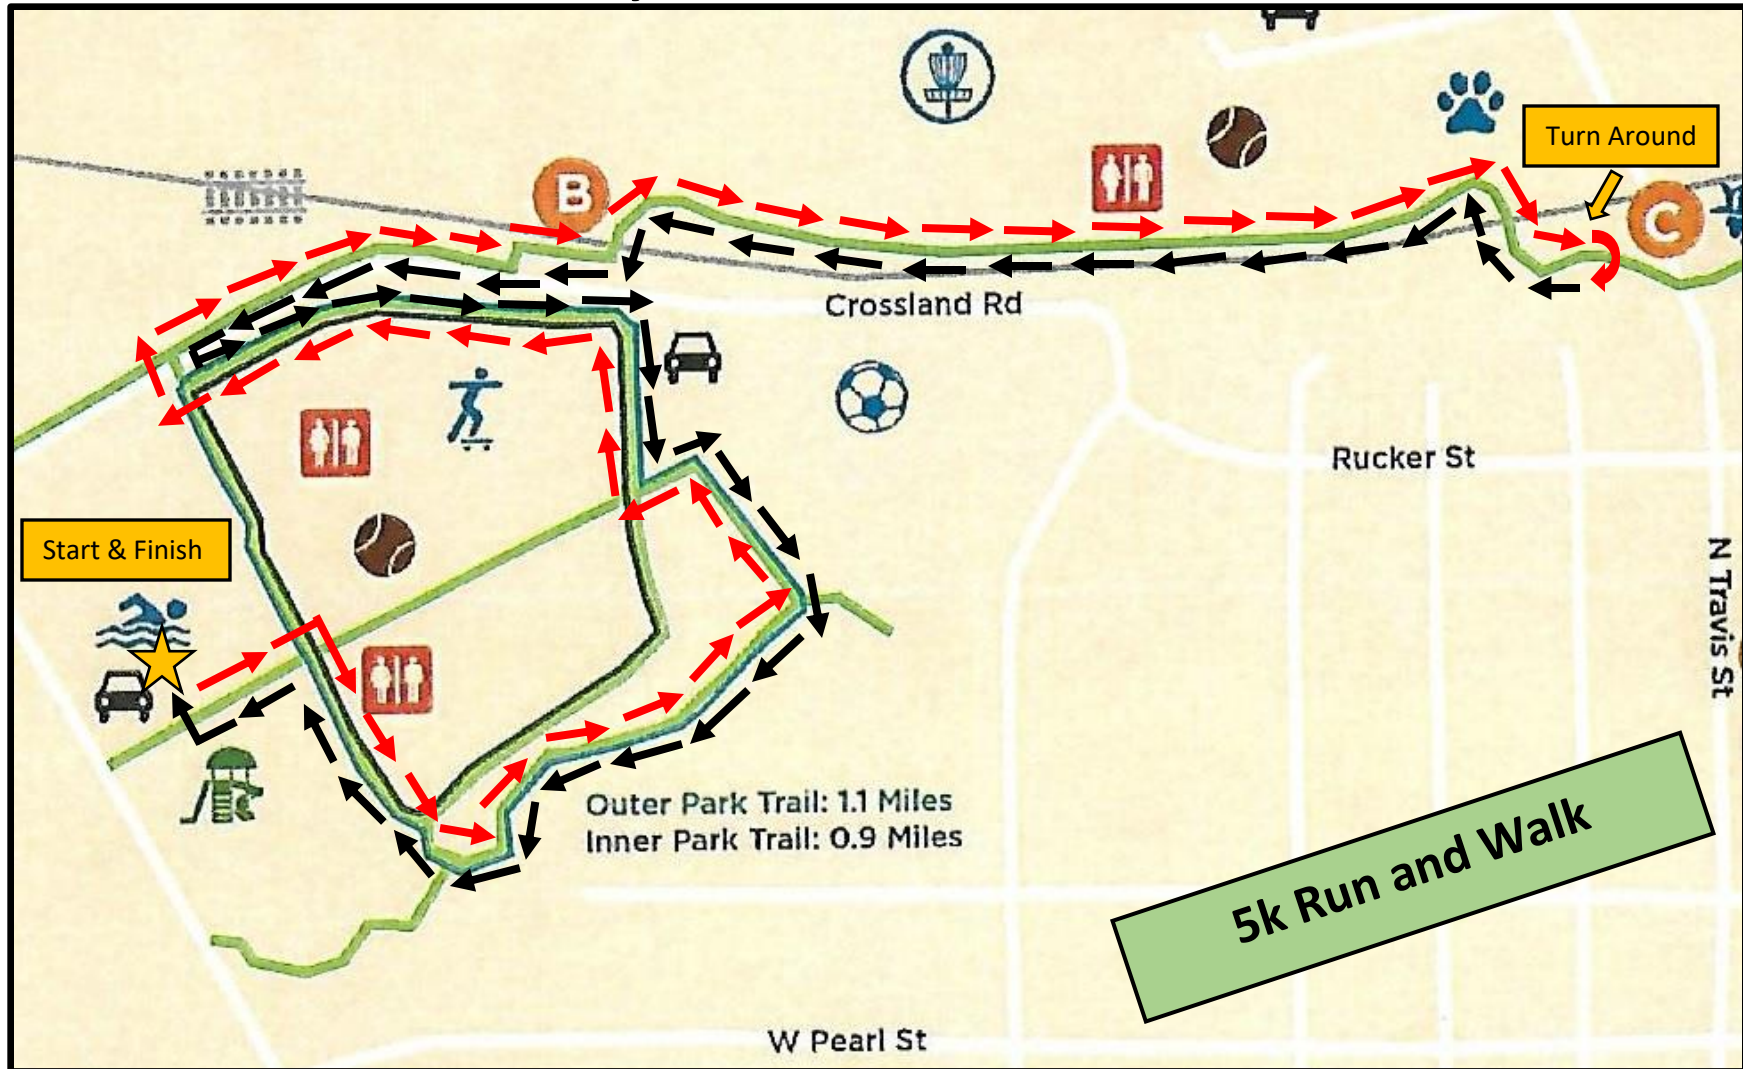 B
Turn Around
C
Crossland Rd
Rucker St
Start & Finish
N Travis St
Outer Park Trail: 1.1 Miles
Inner Park Trail: 0.9 Miles
5k Run and Walk
W Pearl St